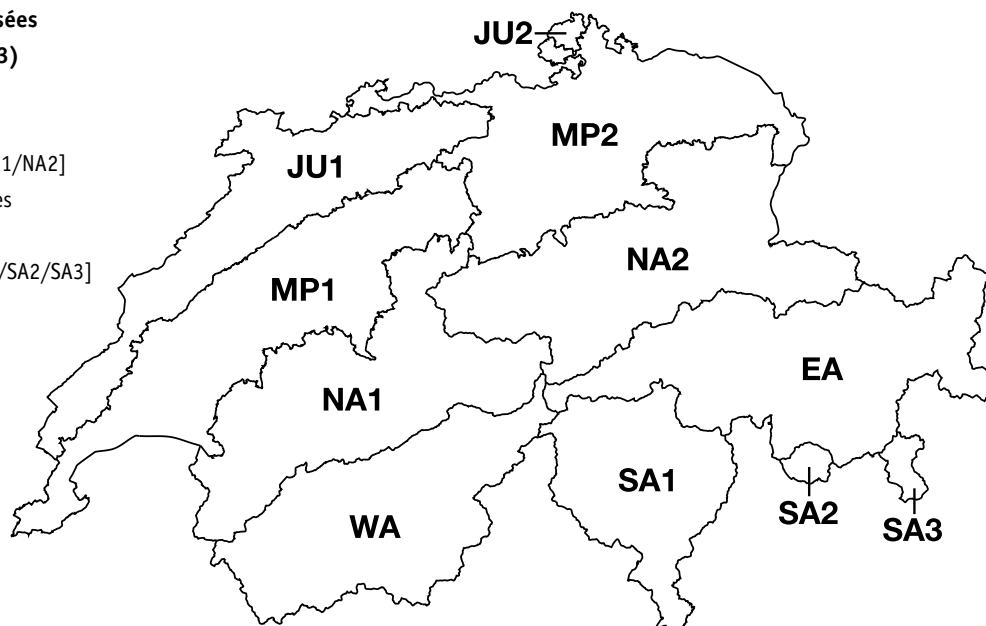 sées
3)
1/NA2]
es
/SA2/SA3]
JU2
MP2
JU1
NA2
MP1
EA
NA1
SA1
SA2
WA
SA3